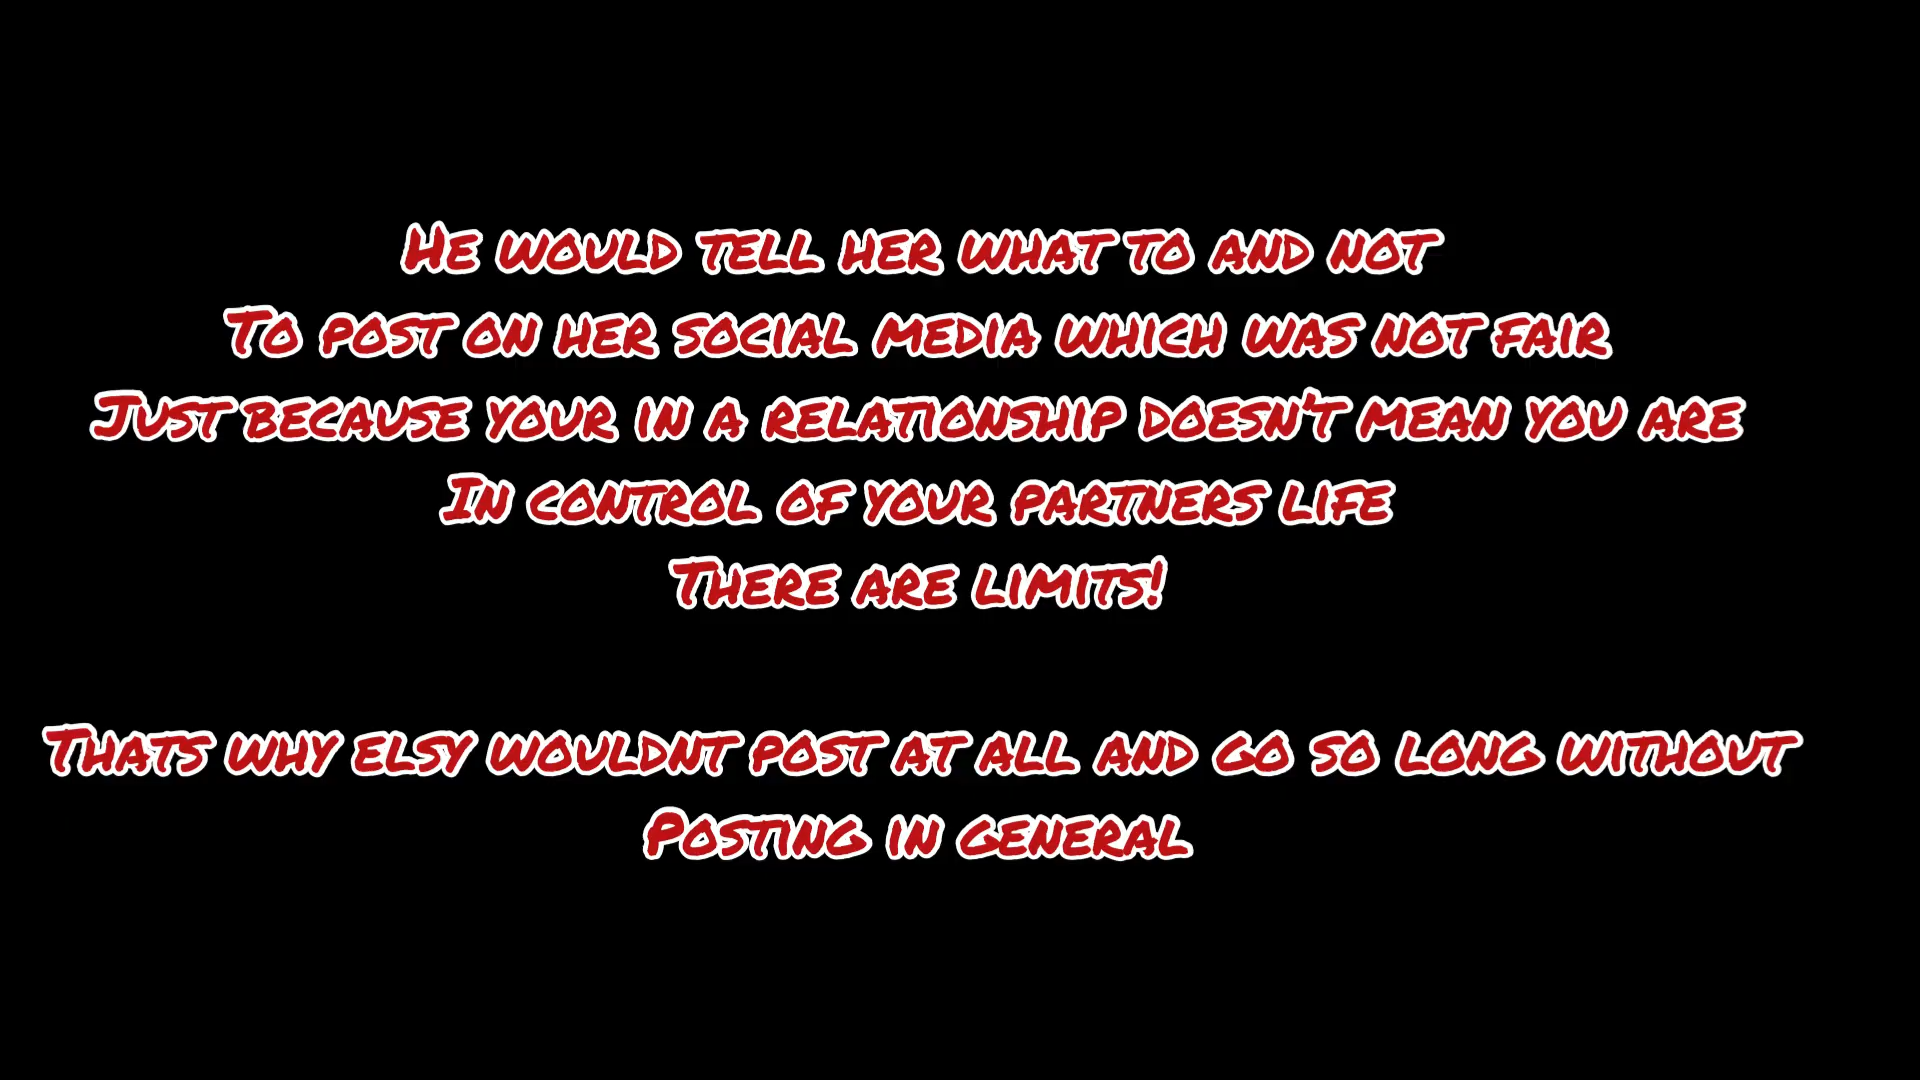 He would tell her what to and not
To post on her social media which was not fair
Just because your in a relationship doesn't mean you are
In control of your partners life
There are limits!
Thats why elsy wouldnt post at all and go so long without
Posting in general